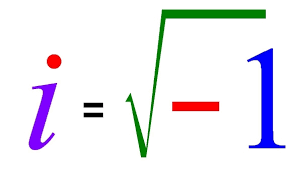 i = √-1